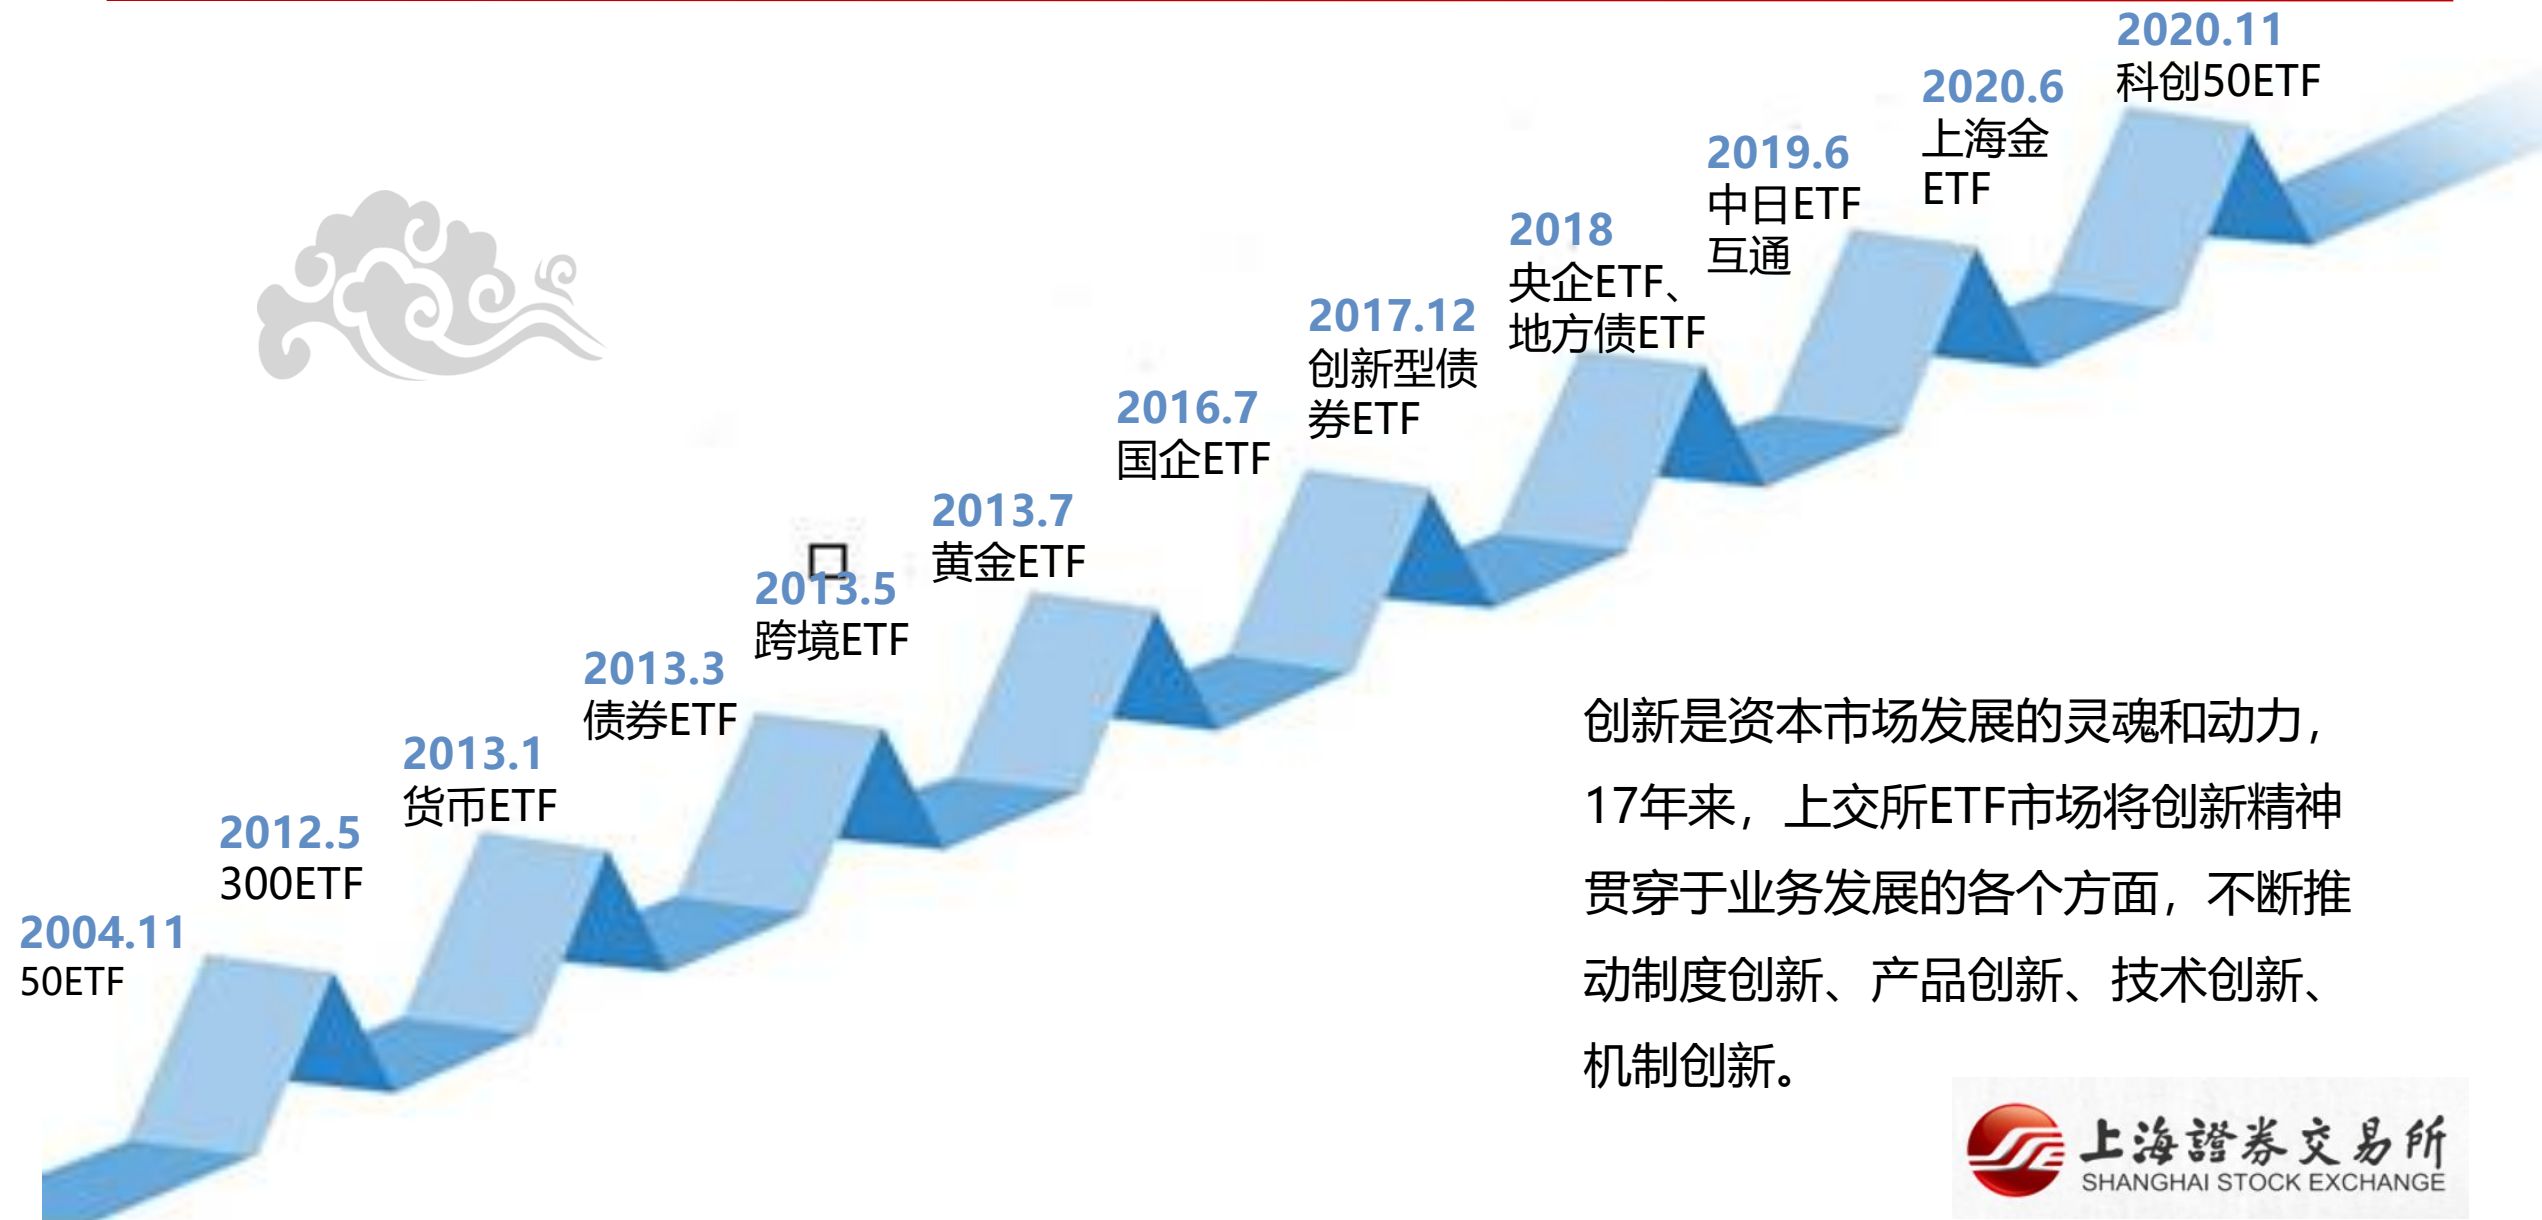 2004.11
50ETF
2012.5
300ETF
2013.1
货币ETF
2013.3
债券ETF
2013.5
跨境ETF
2013.7
黄金ETF
2016.7
国企ETF
2017.12
创新型债
券ETF
2018
央企ETF、
地方债ETF
2019.6
中日ETF
互通
2020.6
上海金
ETF
2020.11
科创50ETF
创新是资本市场发展的灵魂和动力，
17年来，上交所ETF市场将创新精神
贯穿于业务发展的各个方面，不断推
动制度创新、产品创新、技术创新、
机制创新。
上海證券交易所
SHANGHAI STOCK EXCHANGE